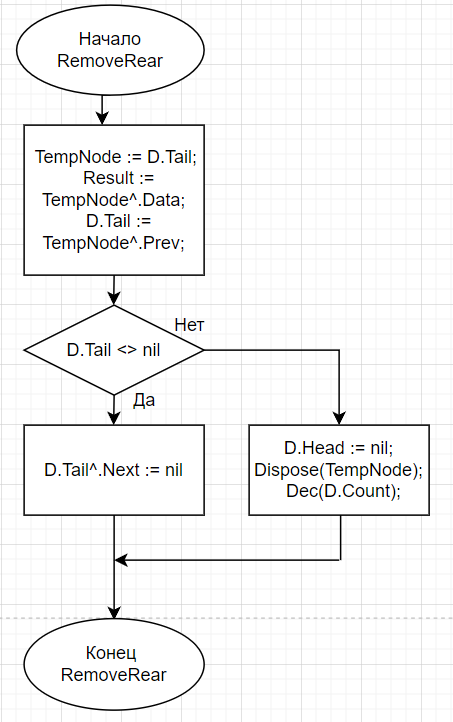 Начало
RemoveRear
TempNode := D.Tail;
Result :=
TempNode^.Data;
D.Tail :=
TempNode^.Prev;
D.Tail <> nil
Нет
Да
D.Tail^.Next := nil
D.Head := nil;
Dispose(TempNode);
Dec(D.Count);
Конец
RemoveRear